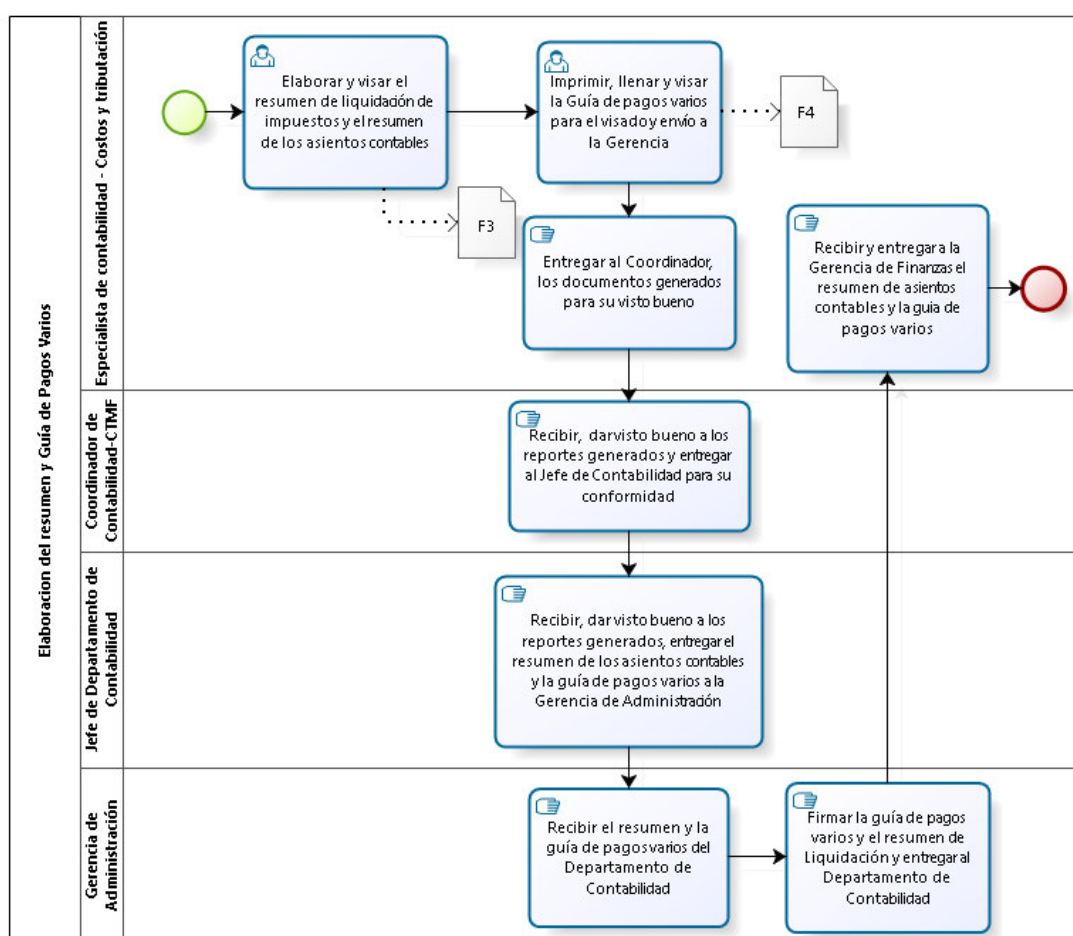 Elaboracion del resumen y Guía de Pagos Varios
Especialista de contabilidad - Costos y tributación
Elaborar y visar el
resumen de liquidación de
impuestos y el resumen
de los asientos contables
F3
Imprimir, llenar y visar
la Guía de pagos varios
para el visado y envío a
la Gerencia
F4
Entregar al Coordinador,
los documentos generados
para su visto bueno
Recibir y entregar a la
Gerencia de Finanzas el
resumen de asientos
contables y la guia de
pagos varios
Coordinador de
Contabilidad-CTMF
Recibir, dar visto bueno a los
reportes generados y entregar
al Jefe de Contabilidad para su
conformidad
Jefe de Departamento de
Contabilidad
Recibir, dar visto bueno a los
reportes generados, entregar el
resumen de los asientos contables
y la guía de pagos varios a la
Gerencia de Administración
Gerencia de
Administración
Recibir el resumen y la
guía de pagos varios del
Departamento de
Contabilidad
Firmar la guía de pagos
varios y el resumen de
Liquidación y entregar al
Departamento de
Contabilidad